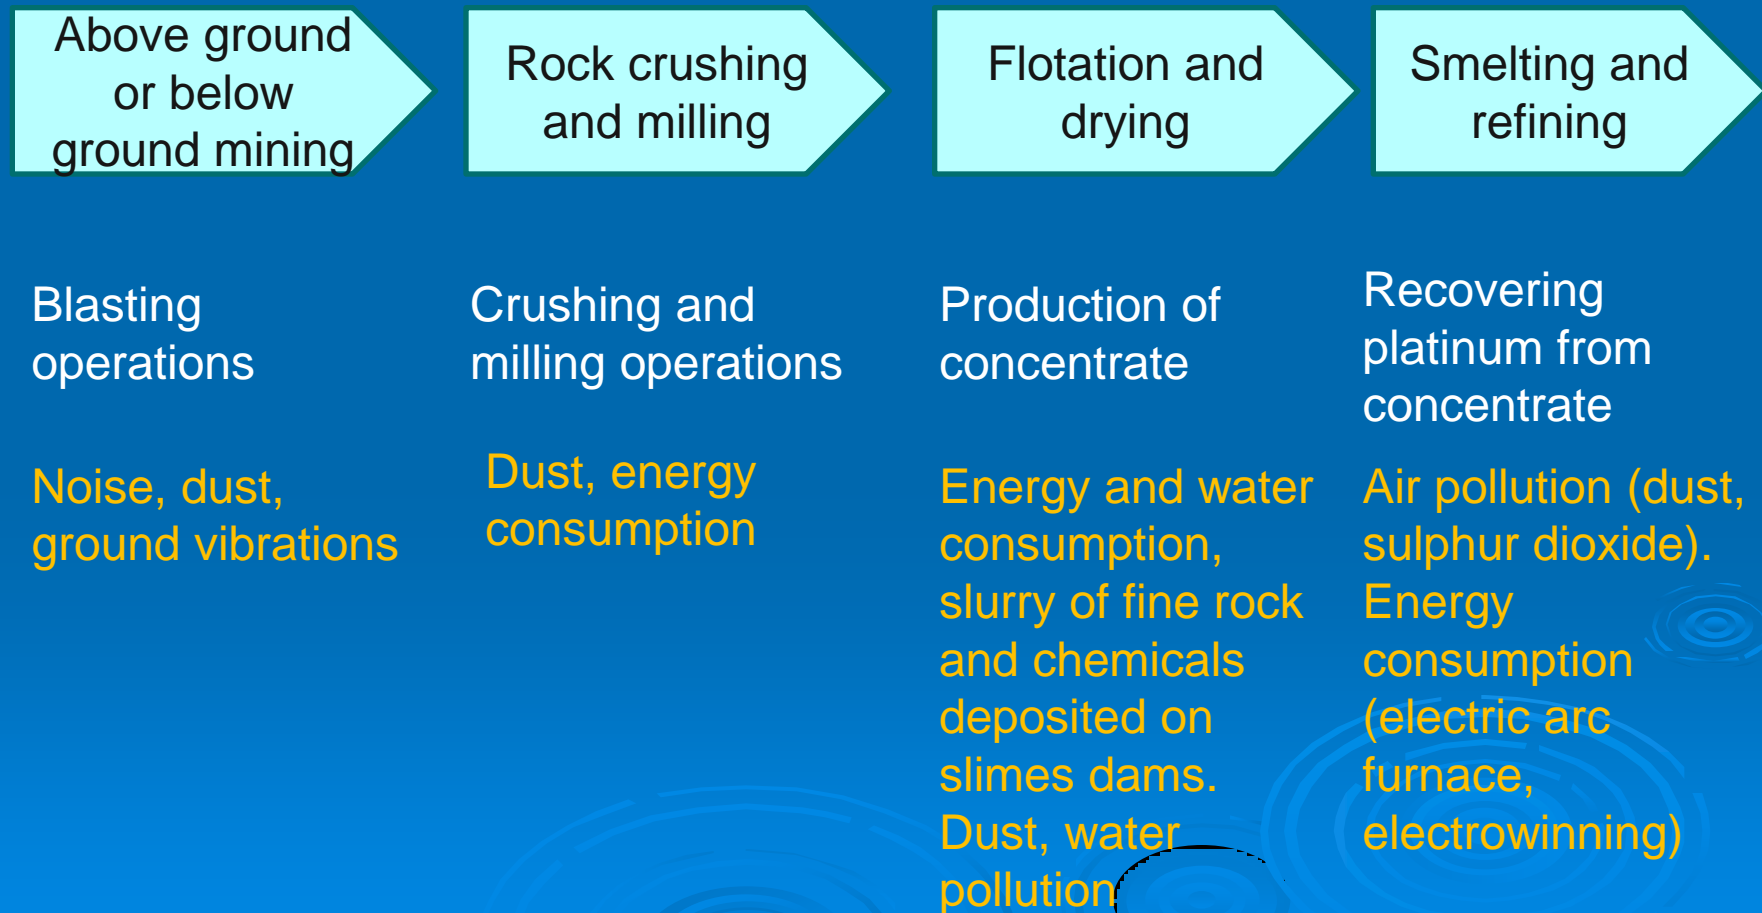 Above ground
or below
ground mining
Rock crushing
and milling
Flotation and
drying
Smelting and
refining
Blasting
operations
Crushing and
milling operations
Production of
concentrate
Recovering
platinum from
concentrate
Noise, dust,
ground vibrations
Dust, energy
consumption
Energy and water
consumption,
slurry of fine rock
and chemicals
deposited on
slimes dams.
Dust, water
pollution
Air pollution (dust,
sulphur dioxide).
Energy
consumption
(electric arc
furnace,
electrowinning)